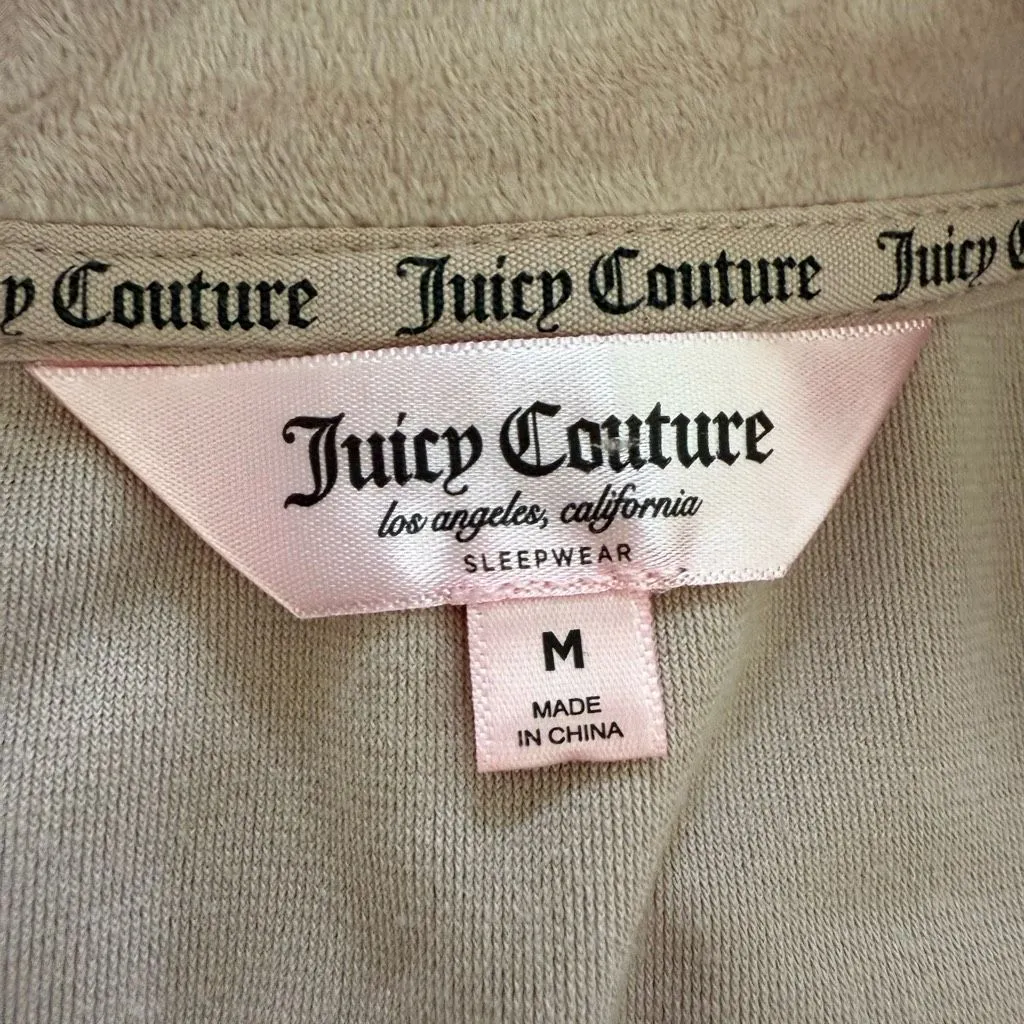 y Couture Juicy Couture Juicy C
Juicy Couture
los angeles, california
SLEEPWEAR
M
MADE
IN CHINA